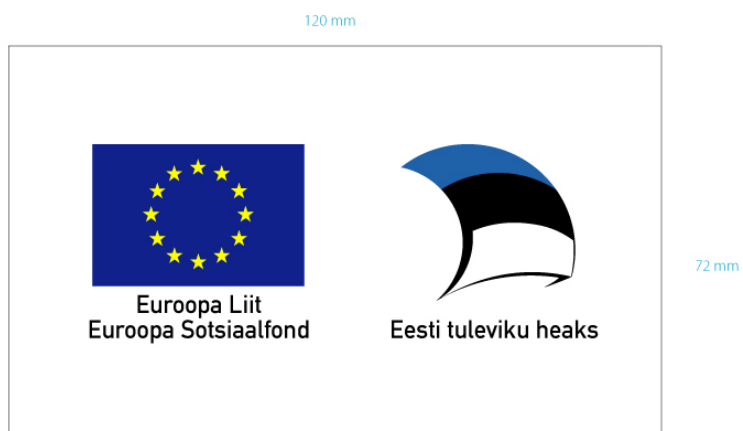 120 mm
72 mm
Euroopa Liit
Euroopa Sotsiaalfond
Eesti tuleviku heaks